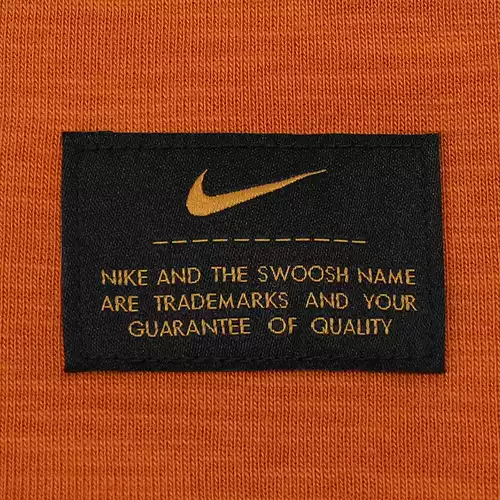 NIKE AND THE SWOOSH NAME
ARE TRADEMARKS AND YOUR
GUARANTEE OF QUALITY